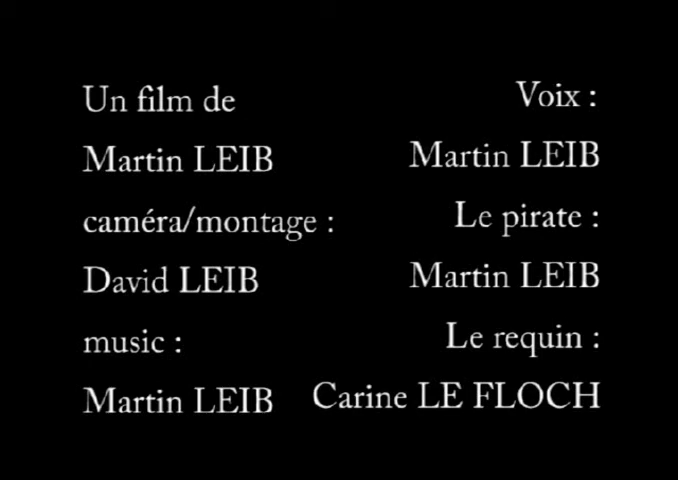 Un film de
Martin LEIB
caméra/montage :
David LEIB
music :
Martin LEIB
Voix :
Martin LEIB
Le pirate :
Martin LEIB
Le requin :
Carine LE FLOCH